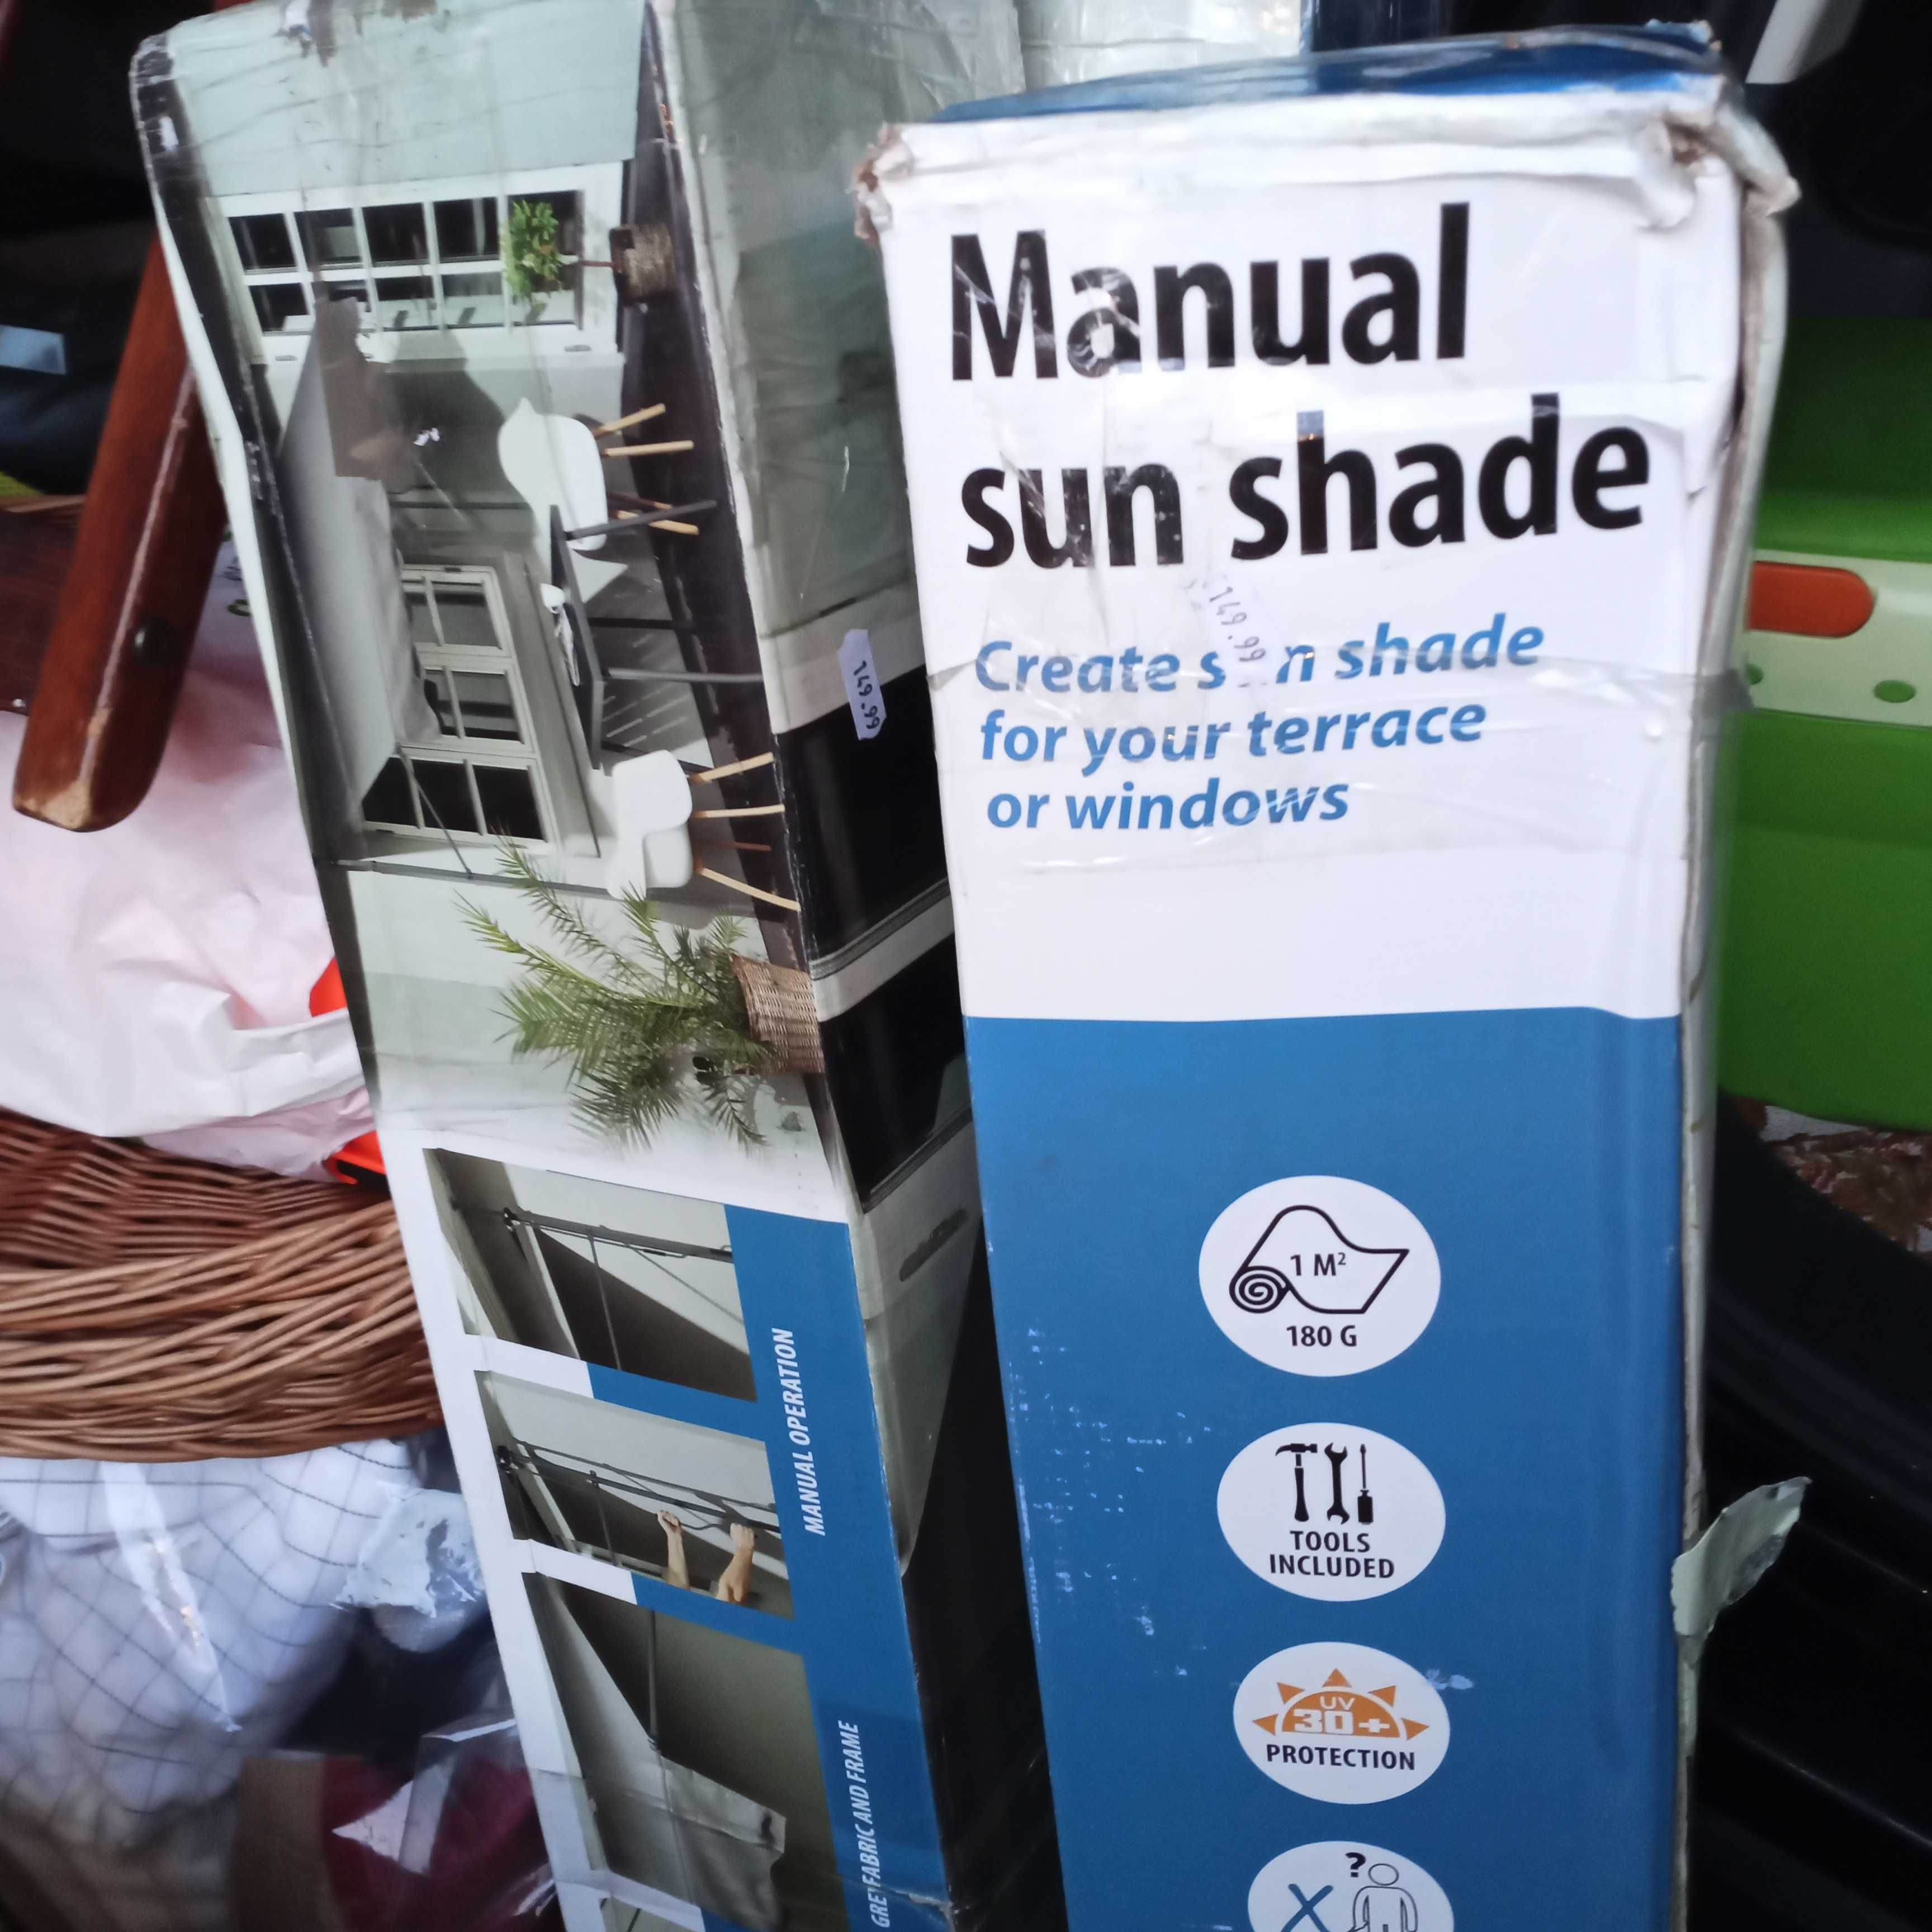 Manual
sun shade
149.99
Create s n shade
for your terrace
or windows
1 M²
180 G
TOOLS
INCLUDED
UV
30+
PROTECTION
?
149.99
MANUAL OPERATION
GREY FABRIC AND FRAME